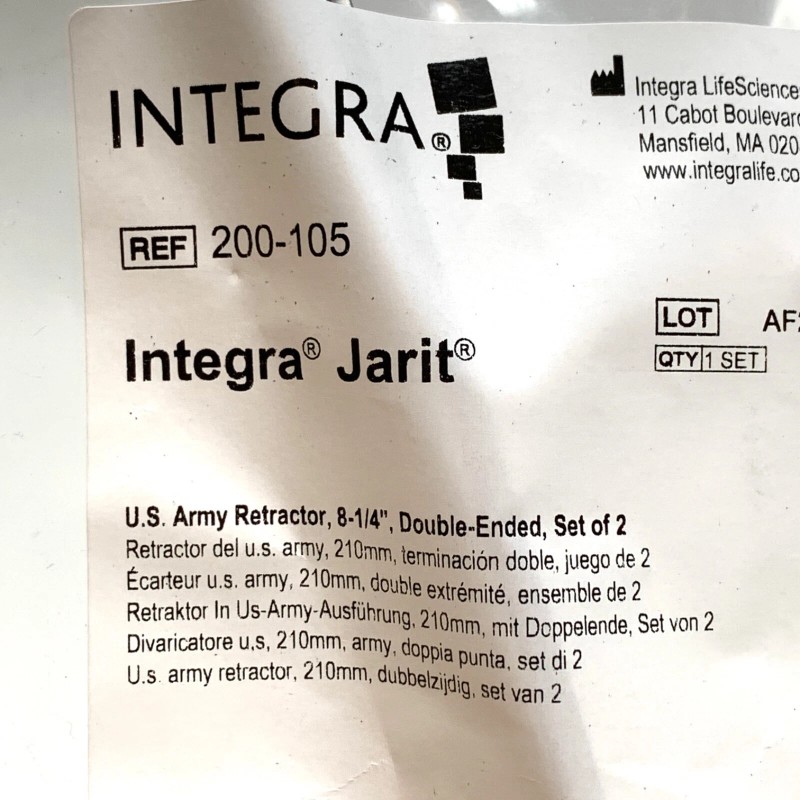 INTEGRA®
Integra LifeScience
11 Cabot Boulevard
Mansfield, MA 020
www.integralife.co
REF 200-105
LOT AF
QTY 1 SET
Integra® Jarit®
U.S. Army Retractor, 8-1/4", Double-Ended, Set of 2
Retractor del u.s. army, 210mm, terminación doble, juego de 2
Écarteur u.s. army, 210mm, double extrémité, ensemble de 2
Retraktor In Us-Army-Ausführung, 210mm, mit Doppelende, Set von 2
Divaricatore u,s, 210mm, army, doppia punta, set di 2
U.s. army retractor, 210mm, dubbelzijdig, set van 2